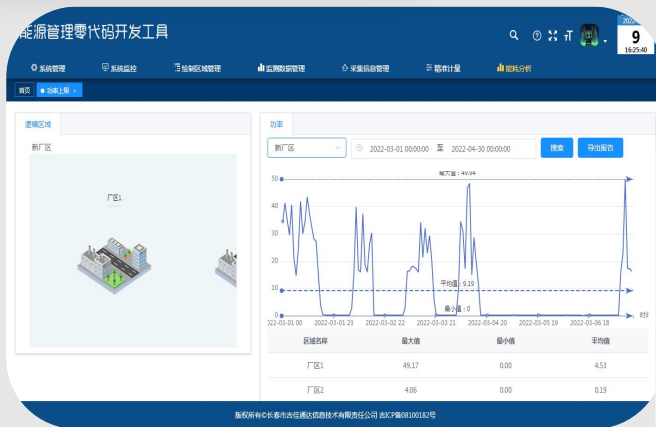 能源管理零代码开发工具
9
16:25:40
系统管理 系统监控 绘制区域管理 监测数据管理 采集信息管理 精准计量 能耗分析
首页 功率上限 ×
逻辑区域
新厂区
厂区1
功率
新厂区 2022-03-01 00:00:00 至 2022-04-30 00:00:00 搜索 导出报告
最大值：49.94
50
40
30
20
平均值：9.19
10
最小值：0
0
022-03-01 00 2022-03-01 23 2022-03-02 22 2022-03-03 21 2022-03-04 20 2022-03-05 19 2022-03-06 18
区域名称 最大值 最小值 平均值
厂区1 49.17 0.00 4.53
厂区2 4.06 0.00 0.19
版权所有©长春市吉佳通达信息技术有限责任公司 吉ICP备08100182号